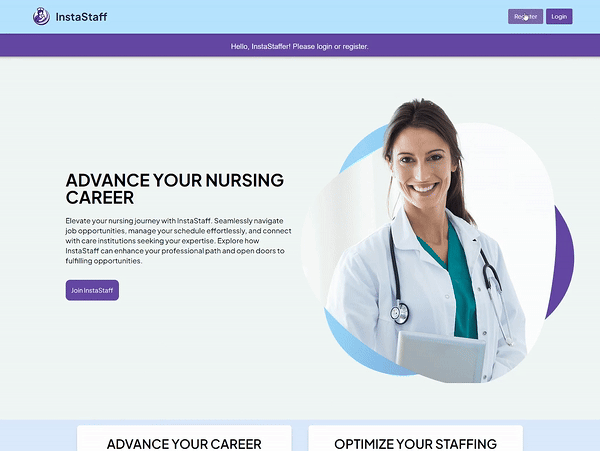 InstaStaff
Register
Login
Hello, InstaStaffer! Please login or register.
ADVANCE YOUR NURSING
CAREER
Elevate your nursing journey with InstaStaff. Seamlessly navigate
job opportunities, manage your schedule effortlessly, and connect
with care institutions seeking your expertise. Explore how
InstaStaff can enhance your professional path and open doors to
fulfilling opportunities.
Join InstaStaff
ADVANCE YOUR CAREER
OPTIMIZE YOUR STAFFING